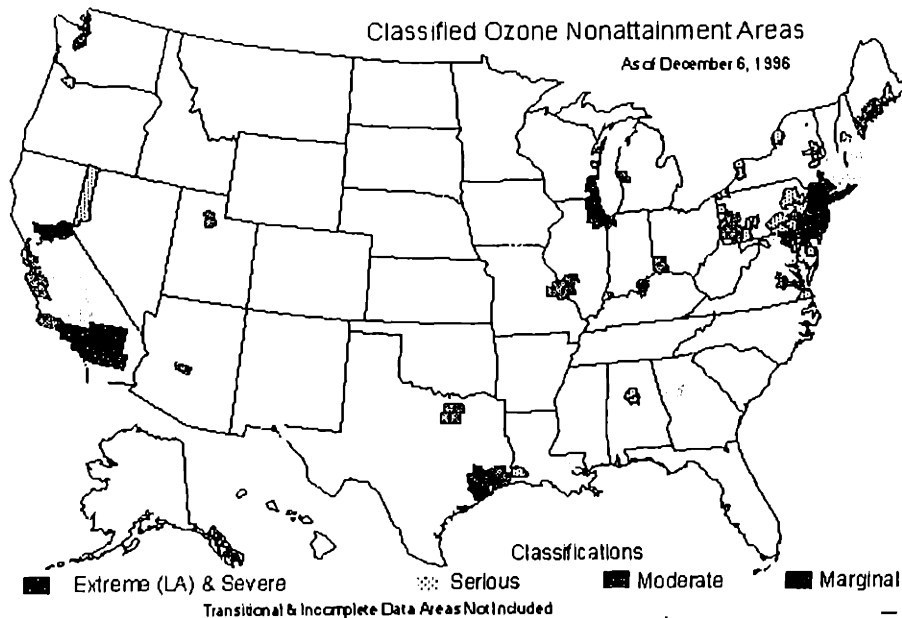 Classified Ozone Nonattainment Areas
As of December 6, 1996
Classifications
Extreme (LA) & Severe
Serious
Moderate
Marginal
Transitional & Incomplete Data Areas Not Included